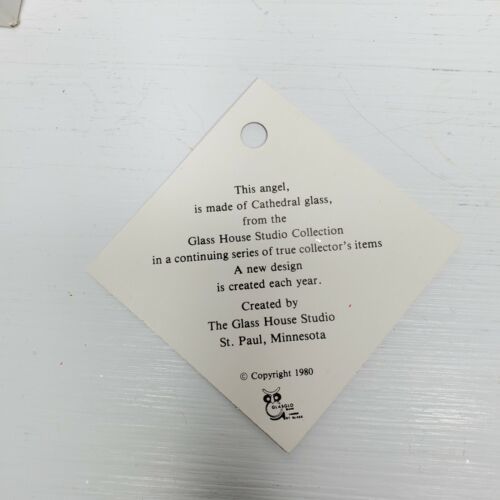 This angel,
is made of Cathedral glass,
from the
Glass House Studio Collection
in a continuing series of true collector's items
A new design
is created each year.
Created by
The Glass House Studio
St. Paul, Minnesota
© Copyright 1980